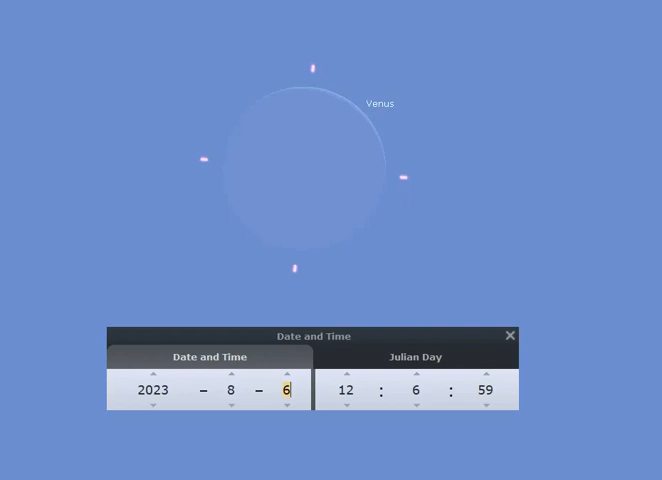 Venus
Date and Time
Date and Time Julian Day
2023 – 8 – 6 12 : 6 : 59